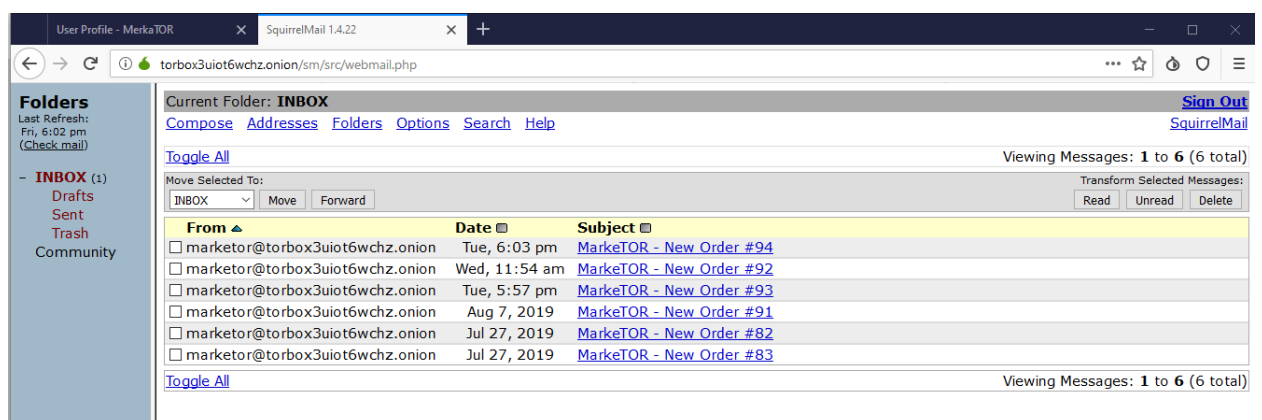 User Profile - MerkaTOR
SquirrelMail 1.4.22
torbox3uiot6wchz.onion/sm/src/webmail.php
Folders
Last Refresh:
Fri, 6:02 pm
(Check mail)
– INBOX (1)
Drafts
Sent
Trash
Community
Current Folder: INBOX Sign Out
Compose Addresses Folders Options Search Help SquirrelMail
Toggle All Viewing Messages: 1 to 6 (6 total)
Move Selected To: Transform Selected Messages:
INBOX Move Forward Read Unread Delete
From Date Subject
marketor@torbox3uiot6wchz.onion Tue, 6:03 pm MarkeTOR - New Order #94
marketor@torbox3uiot6wchz.onion Wed, 11:54 am MarkeTOR - New Order #92
marketor@torbox3uiot6wchz.onion Tue, 5:57 pm MarkeTOR - New Order #93
marketor@torbox3uiot6wchz.onion Aug 7, 2019 MarkeTOR - New Order #91
marketor@torbox3uiot6wchz.onion Jul 27, 2019 MarkeTOR - New Order #82
marketor@torbox3uiot6wchz.onion Jul 27, 2019 MarkeTOR - New Order #83
Toggle All Viewing Messages: 1 to 6 (6 total)